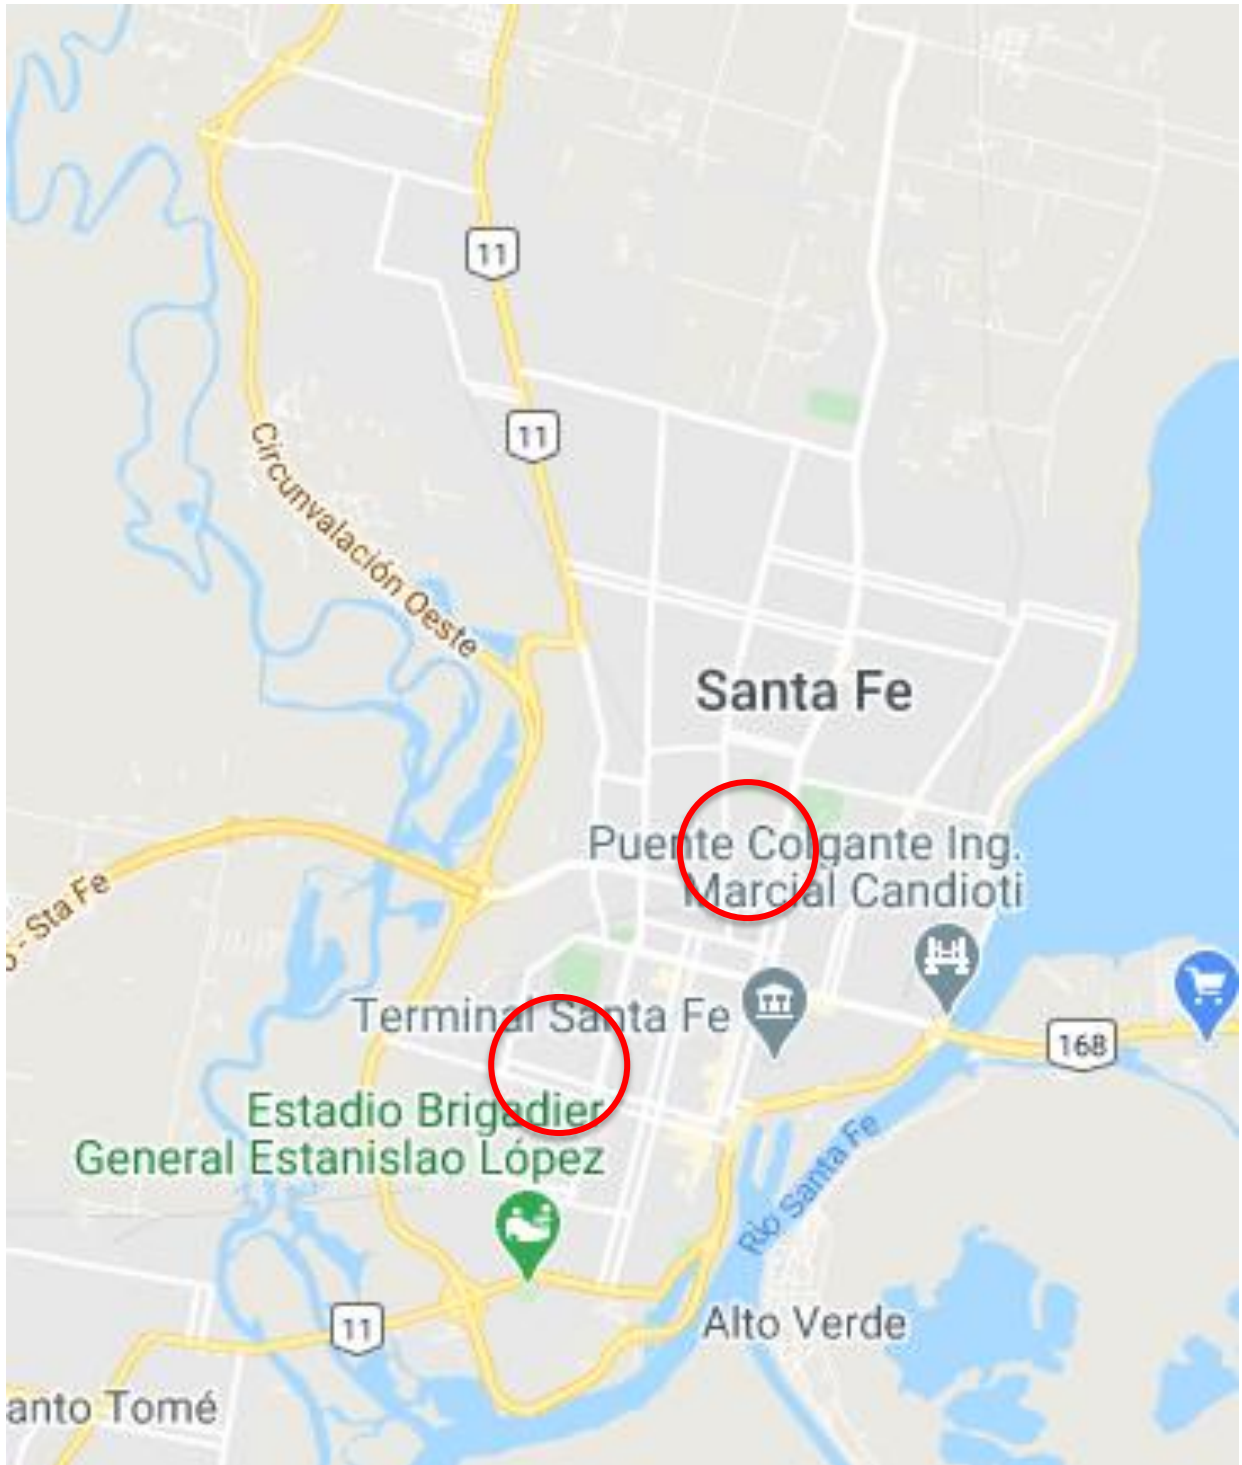 11
11
Circunvalación Oeste
Santa Fe
Puente Colgante Ing.
Marcial Candioti
- Sta Fe
Terminal Santa Fe
168
Estadio Brigadier
General Estanislao López
Río Santa Fe
11
Alto Verde
anto Tomé